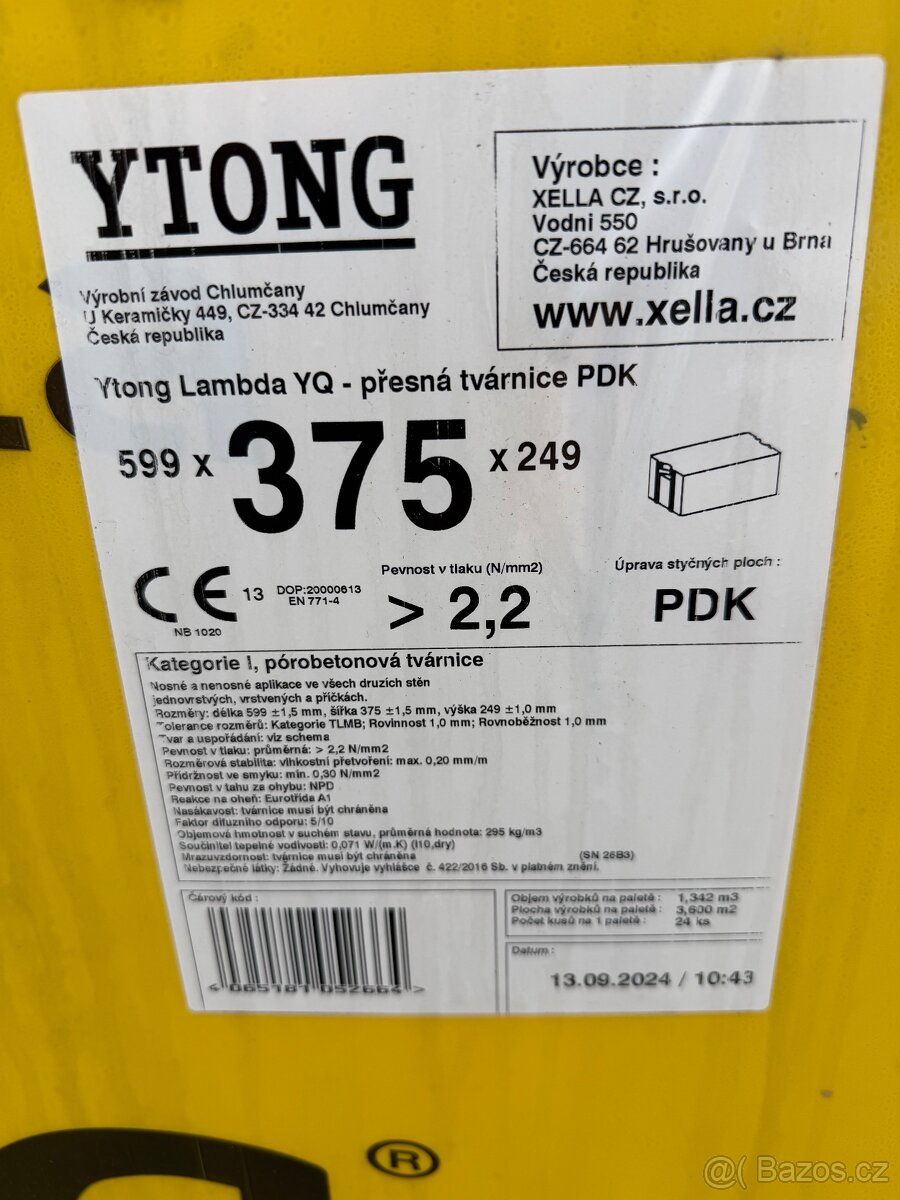 YTONG
Výrobní závod Chlumčany
U Keramičky 449, CZ-334 42 Chlumčany
Česká republika
Výrobce :
XELLA CZ, s.r.o.
Vodni 550
CZ-664 62 Hrušovany u Brna
Česká republika
www.xella.cz
Ytong Lambda YQ - přesná tvárnice PDK
599 x 375 x 249
CE 13 DOP:20000613
EN 771-4
NB 1020
Pevnost v tlaku (N/mm2)
> 2,2
Úprava styčných ploch :
PDK
Kategorie I, pórobetonová tvárnice
Nosné a nenosné aplikace ve všech druzích stěn
jednovrstvých, vrstvených a příčkách.
Rozměry: délka 599 ±1,5 mm, šířka 375 ±1,5 mm, výška 249 ±1,0 mm
Tolerance rozměrů: Kategorie TLMB; Rovinnost 1,0 mm; Rovnoběžnost 1,0 mm
Tvar a uspořádání: viz schema
Pevnost v tlaku: průměrná: > 2,2 N/mm2
Rozměrová stabilita: vlhkostní přetvoření: max. 0,20 mm/m
Přídržnost ve smyku: min. 0,30 N/mm2
Pevnost v tahu za ohybu: NPD
Reakce na oheň: Eurotřída A1
Nasákavost: tvárnice musí být chráněna
Faktor difuzního odporu: 5/10
Objemová hmotnost v suchém stavu, průměrná hodnota: 295 kg/m3
Součinitel tepelné vodivosti: 0,071 W/(m.K) (l10,dry)
Mrazuvzdornost: tvárnice musí být chráněna (SN 26B3)
Nebezpečné látky: Žádné. Vyhovuje vyhlášce č. 422/2016 Sb. v platném znění.
Čárový kód :
4 065181 052664 >
Objem výrobků na paletě : 1,342 m3
Plocha výrobků na paletě : 3,600 m2
Počet kusů na 1 paletě : 24 ks
Datum :
13.09.2024 / 10:43
®
@( Bazos.cz